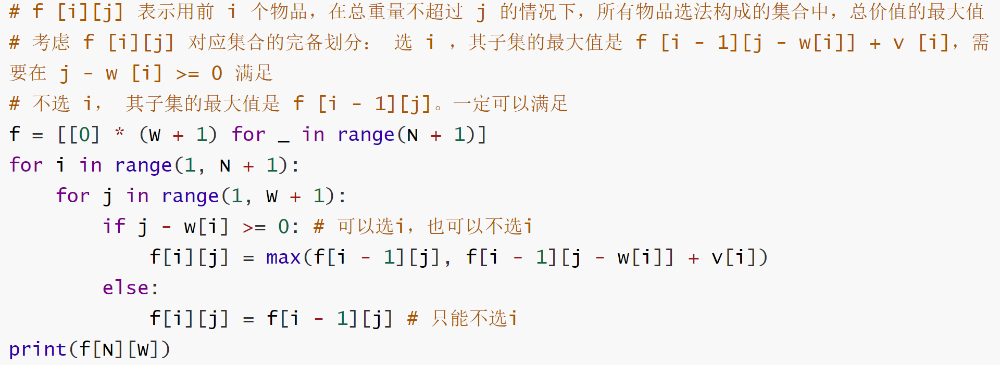 # f [i][j] 表示用前 i 个物品，在总重量不超过 j 的情况下，所有物品选法构成的集合中，总价值的最大值
# 考虑 f [i][j] 对应集合的完备划分： 选 i ，其子集的最大值是 f [i - 1][j - w[i]] + v [i]，需
要在 j - w [i] >= 0 满足
# 不选 i， 其子集的最大值是 f [i - 1][j]。一定可以满足
f = [[0] * (W + 1) for _ in range(N + 1)]
for i in range(1, N + 1):
    for j in range(1, W + 1):
        if j - w[i] >= 0: # 可以选i，也可以不选i
            f[i][j] = max(f[i - 1][j], f[i - 1][j - w[i]] + v[i])
        else:
            f[i][j] = f[i - 1][j] # 只能不选i
print(f[N][W])